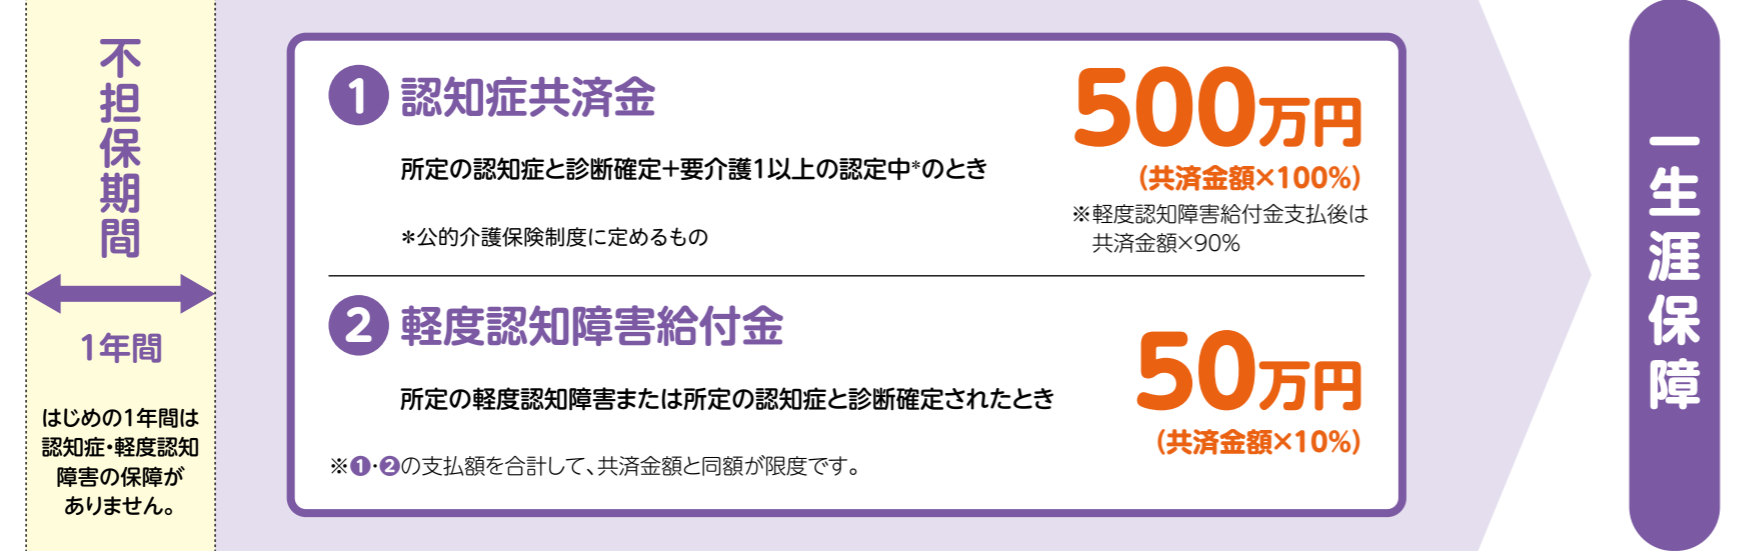 不担保期間
1年間
はじめの1年間は
認知症・軽度認知
障害の保障が
ありません。
1 認知症共済金
所定の認知症と診断確定+要介護1以上の認定中*のとき
*公的介護保険制度に定めるもの
500万円
(共済金額×100%)
※軽度認知障害給付金支払後は
共済金額×90%
2 軽度認知障害給付金
所定の軽度認知障害または所定の認知症と診断確定されたとき
50万円
(共済金額×10%)
※❶・❷の支払額を合計して、共済金額と同額が限度です。
一生涯保障